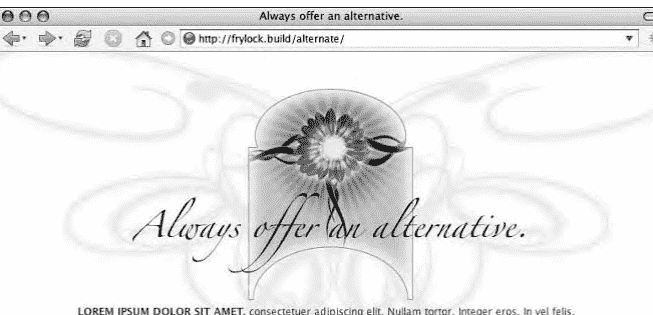 Always offer an alternative.
http://frylock.build/alternate/
Always offer an alternative.
LOREM IPSUM DOLOR SIT AMET, consectetuer adipiscing elit. Nullam tortor. Integer eros. In vel felis.